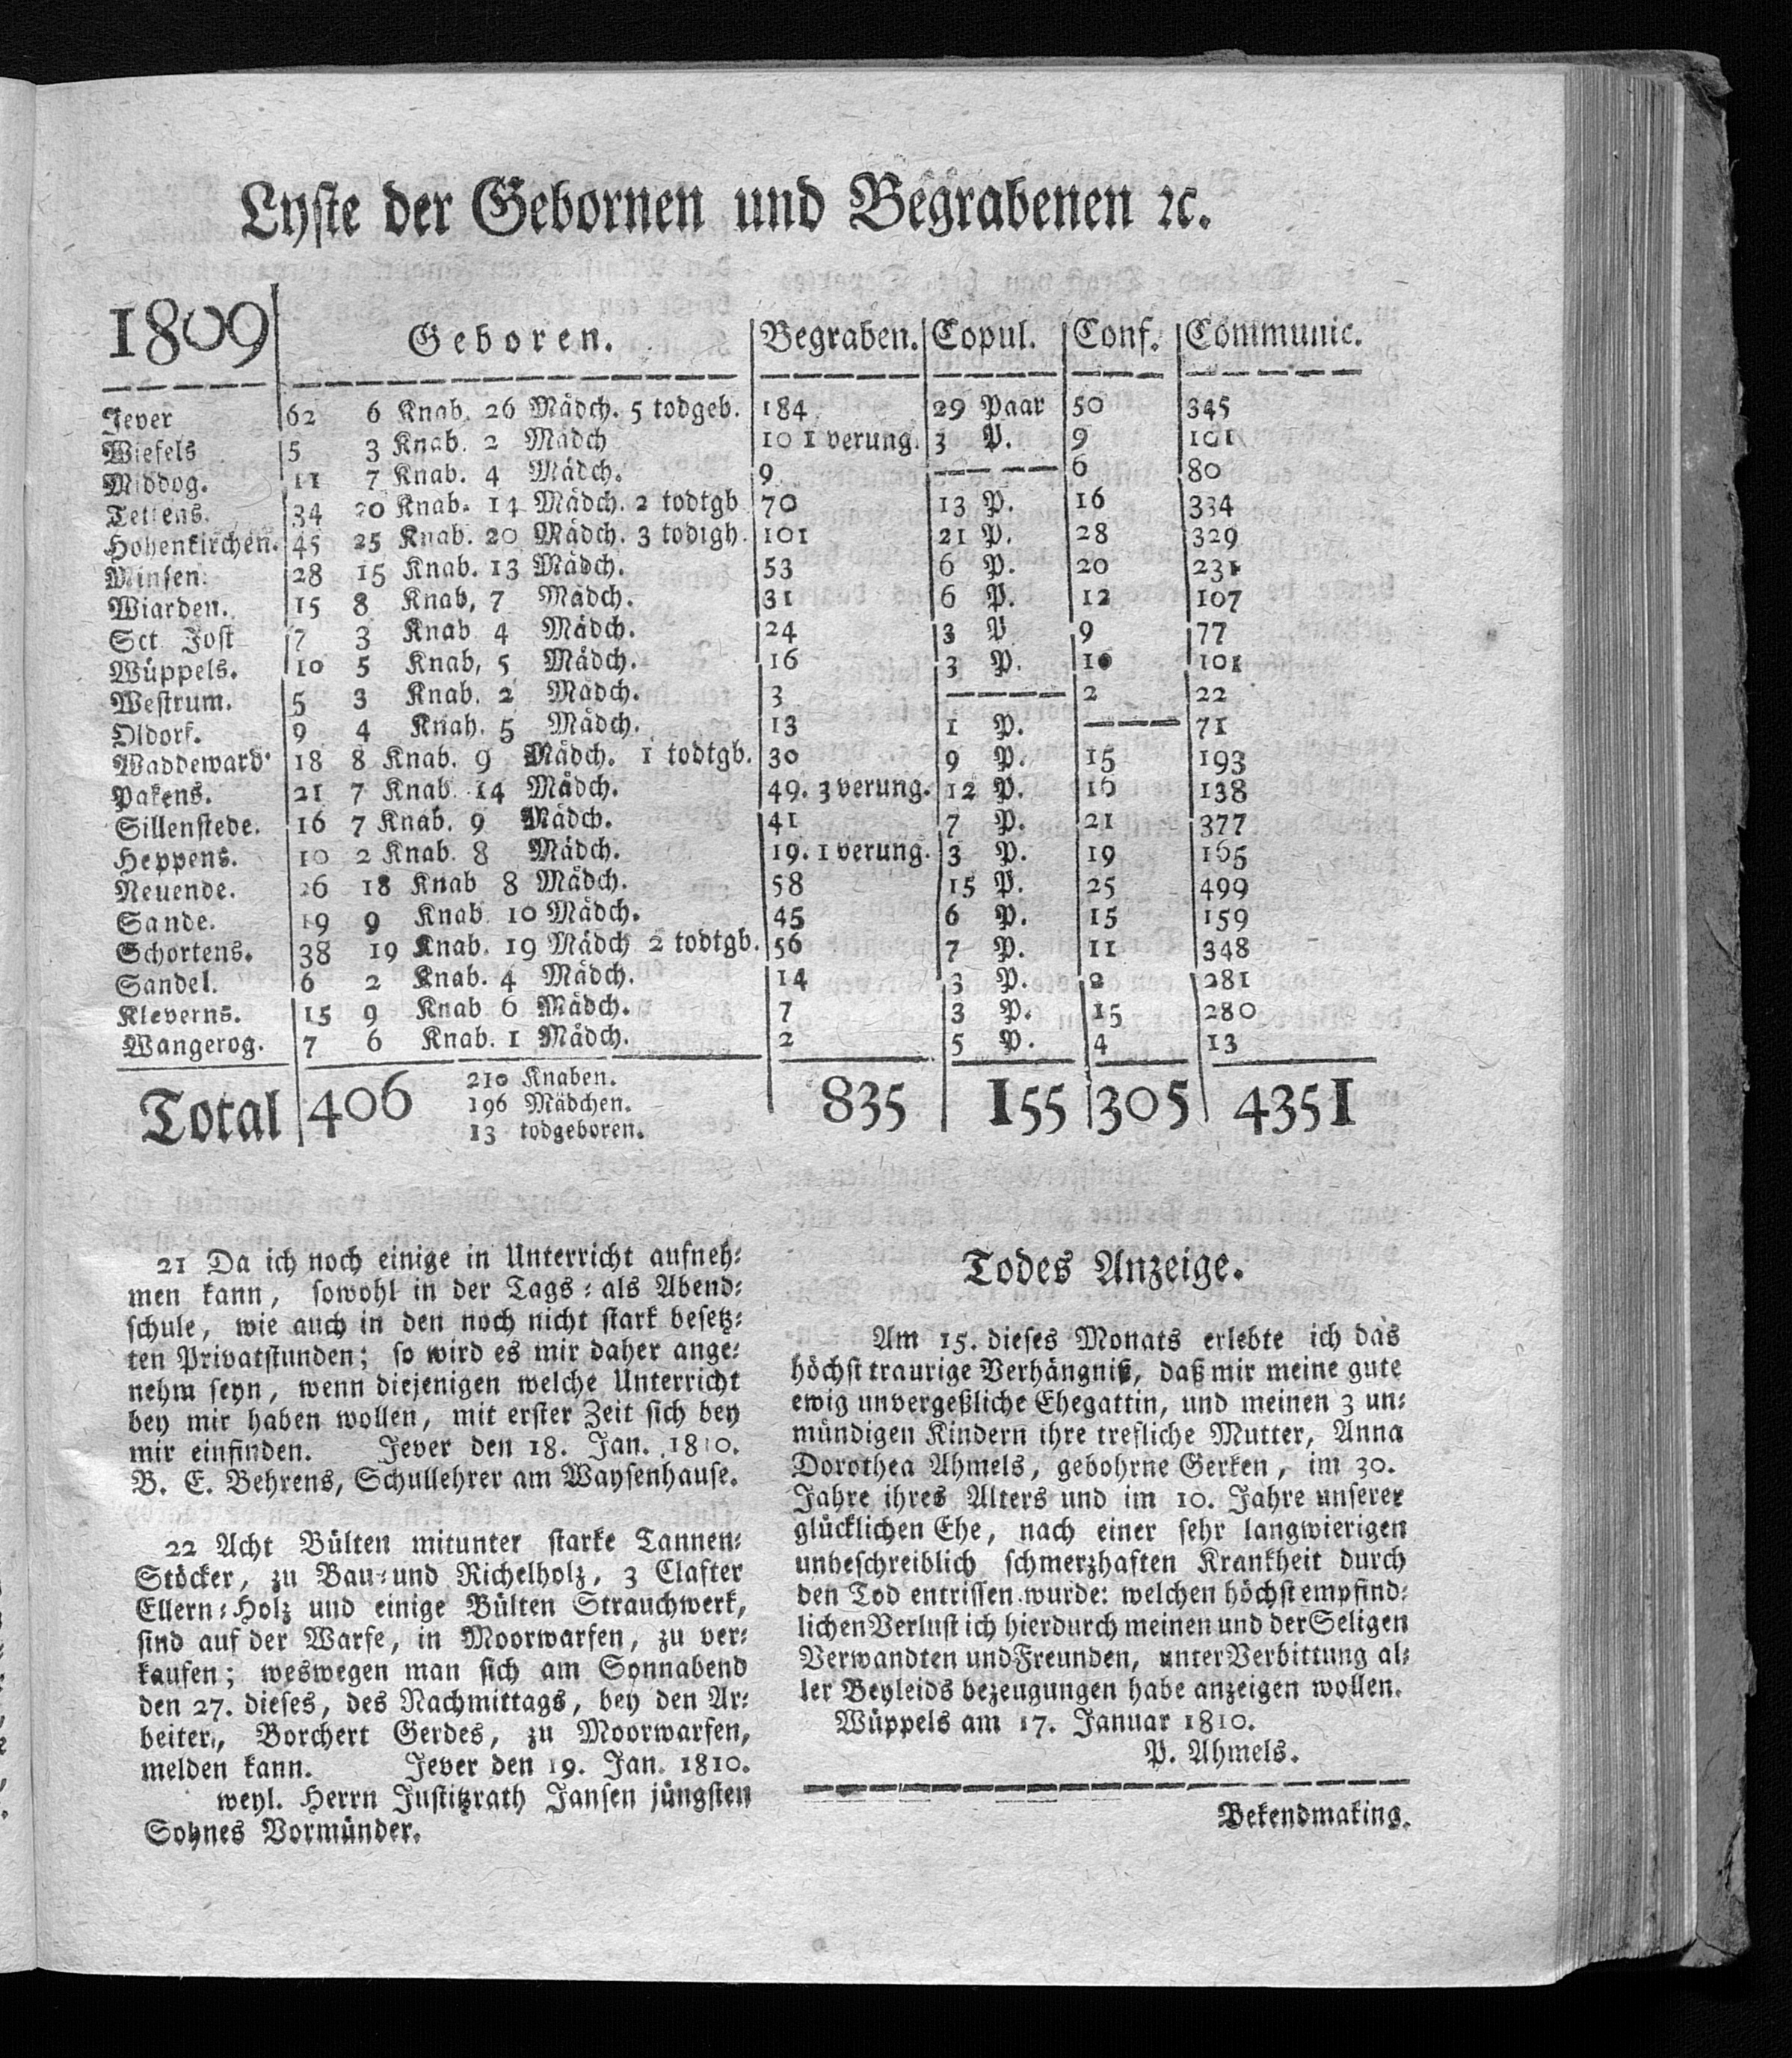 Lyste der Gebornen und Begrabenen ꝛc.
1809 Geboren. Begraben. Copul. Conf. Communic.
Jever 62 6 Knab. 26 Mädch. 5 todgeb. 184 29 Paar 50 345
Wiefels 5 3 Knab. 2 Mädch 10 1 verung. 3 P. 9 101
Middog. 11 7 Knab. 4 Mädch. 9 — — — 6 80
Tettens. 34 20 Knab. 14 Mädch. 2 todtgb 70 13 P. 16 334
Hohenkirchen. 45 25 Knab. 20 Mädch. 3 todtgb. 101 21 P. 28 329
Minsen. 28 15 Knab. 13 Mädch. 53 6 P. 20 231
Wiarden. 15 8 Knab, 7 Mädch. 31 6 P. 12 107
Sct Jost 7 3 Knab 4 Mädch. 24 3 P 9 77
Wüppels. 10 5 Knab, 5 Mädch. 16 3 P. 10 101
Westrum. 5 3 Knab. 2 Mädch. 3 — — — — 2 22
Oldorf. 9 4 Knab. 5 Mädch. 13 1 P. — — — 71
Waddeward. 18 8 Knab. 9 Mädch. 1 todtgb. 30 9 P. 15 193
Pakens. 21 7 Knab. 14 Mädch. 49. 3 verung. 12 P. 16 138
Sillenstede. 16 7 Knab. 9 Mädch. 41 7 P. 21 377
Heppens. 10 2 Knab. 8 Mädch. 19. 1 verung. 3 P. 19 165
Neuende. 26 18 Knab 8 Mädch. 58 15 P. 25 499
Sande. 19 9 Knab. 10 Mädch. 45 6 P. 15 159
Schortens. 38 19 Knab. 19 Mädch 2 todtgb. 56 7 P. 11 348
Sandel. 6 2 Knab. 4 Mädch. 14 3 P. 2 281
Kleverns. 15 9 Knab 6 Mädch. 7 3 P. 15 280
Wangerog. 7 6 Knab. 1 Mädch. 2 5 P. 4 13
Total 406 210 Knaben. 835 155 305 4351
196 Mädchen.
13 todgeboren.
21 Da ich noch einige in Unterricht aufneh-
men kann, sowohl in der Tags- als Abend-
schule, wie auch in den noch nicht stark besetz-
ten Privatstunden; so wird es mir daher ange-
nehm seyn, wenn diejenigen welche Unterricht
bey mir haben wollen, mit erster Zeit sich bey
mir einfinden. Jever den 18. Jan. 1810.
B. E. Behrens, Schullehrer am Waysenhause.
22 Acht Bülten mitunter starke Tannen-
Stöcker, zu Bau- und Richelholz, 3 Clafter
Ellern-Holz und einige Bülten Strauchwerk,
sind auf der Warfe, in Moorwarfen, zu ver-
kaufen; weswegen man sich am Sonnabend
den 27. dieses, des Nachmittags, bey den Ar-
beiter, Borchert Gerdes, zu Moorwarfen,
melden kann. Jever den 19. Jan. 1810.
weyl. Herrn Justitzrath Jansen jüngsten
Sohnes Vormünder.
Todes Anzeige.
Am 15. dieses Monats erlebte ich das
höchst traurige Verhängniß, daß mir meine gute
ewig unvergeßliche Ehegattin, und meinen 3 un-
mündigen Kindern ihre trefliche Mutter, Anna
Dorothea Ahmels, gebohrne Gerken, im 30.
Jahre ihres Alters und im 10. Jahre unserer
glücklichen Ehe, nach einer sehr langwierigen
unbeschreiblich schmerzhaften Krankheit durch
den Tod entrissen wurde: welchen höchst empfind-
lichen Verlust ich hierdurch meinen und der Seligen
Verwandten und Freunden, unter Verbittung al-
ler Beyleids bezeugungen habe anzeigen wollen.
Wüppels am 17. Januar 1810.
P. Ahmels.
Bekendmaking.